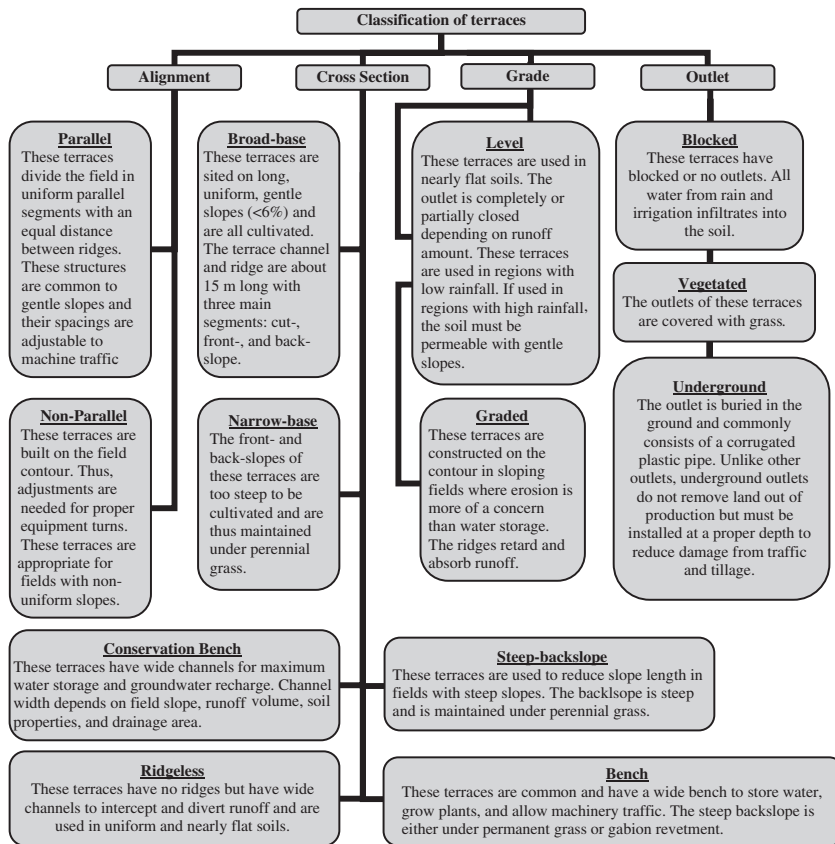 Classification of terraces
Alignment
Cross Section
Grade
Outlet
Parallel
These terraces
divide the field in
uniform parallel
segments with an
equal distance
between ridges.
These structures
are common to
gentle slopes and
their spacings are
adjustable to
machine traffic
Non-Parallel
These terraces are
built on the field
contour. Thus,
adjustments are
needed for proper
equipment turns.
These terraces are
appropriate for
fields with non-
uniform slopes.
Broad-base
These terraces are
sited on long,
uniform, gentle
slopes (<6%) and
are all cultivated.
The terrace channel
and ridge are about
15 m long with
three main
segments: cut-,
front-, and back-
slope.
Narrow-base
The front- and
back-slopes of
these terraces are
too steep to be
cultivated and are
thus maintained
under perennial
grass.
Level
These terraces are used in
nearly flat soils. The
outlet is completely or
partially closed
depending on runoff
amount. These terraces
are used in regions with
low rainfall. If used in
regions with high rainfall,
the soil must be
permeable with gentle
slopes.
Graded
These terraces are
constructed on the
contour in sloping
fields where erosion is
more of a concern
than water storage.
The ridges retard and
absorb runoff.
Blocked
These terraces have
blocked or no outlets. All
water from rain and
irrigation infiltrates into
the soil.
Vegetated
The outlets of these terraces
are covered with grass.
Underground
The outlet is buried in the
ground and commonly
consists of a corrugated
plastic pipe. Unlike other
outlets, underground outlets
do not remove land out of
production but must be
installed at a proper depth to
reduce damage from traffic
and tillage.
Conservation Bench
These terraces have wide channels for maximum
water storage and groundwater recharge. Channel
width depends on field slope, runoff volume, soil
properties, and drainage area.
Steep-backslope
These terraces are used to reduce slope length in
fields with steep slopes. The backlsope is steep
and is maintained under perennial grass.
Ridgeless
These terraces have no ridges but have wide
channels to intercept and divert runoff and are
used in uniform and nearly flat soils.
Bench
These terraces are common and have a wide bench to store water,
grow plants, and allow machinery traffic. The steep backslope is
either under permanent grass or gabion revetment.